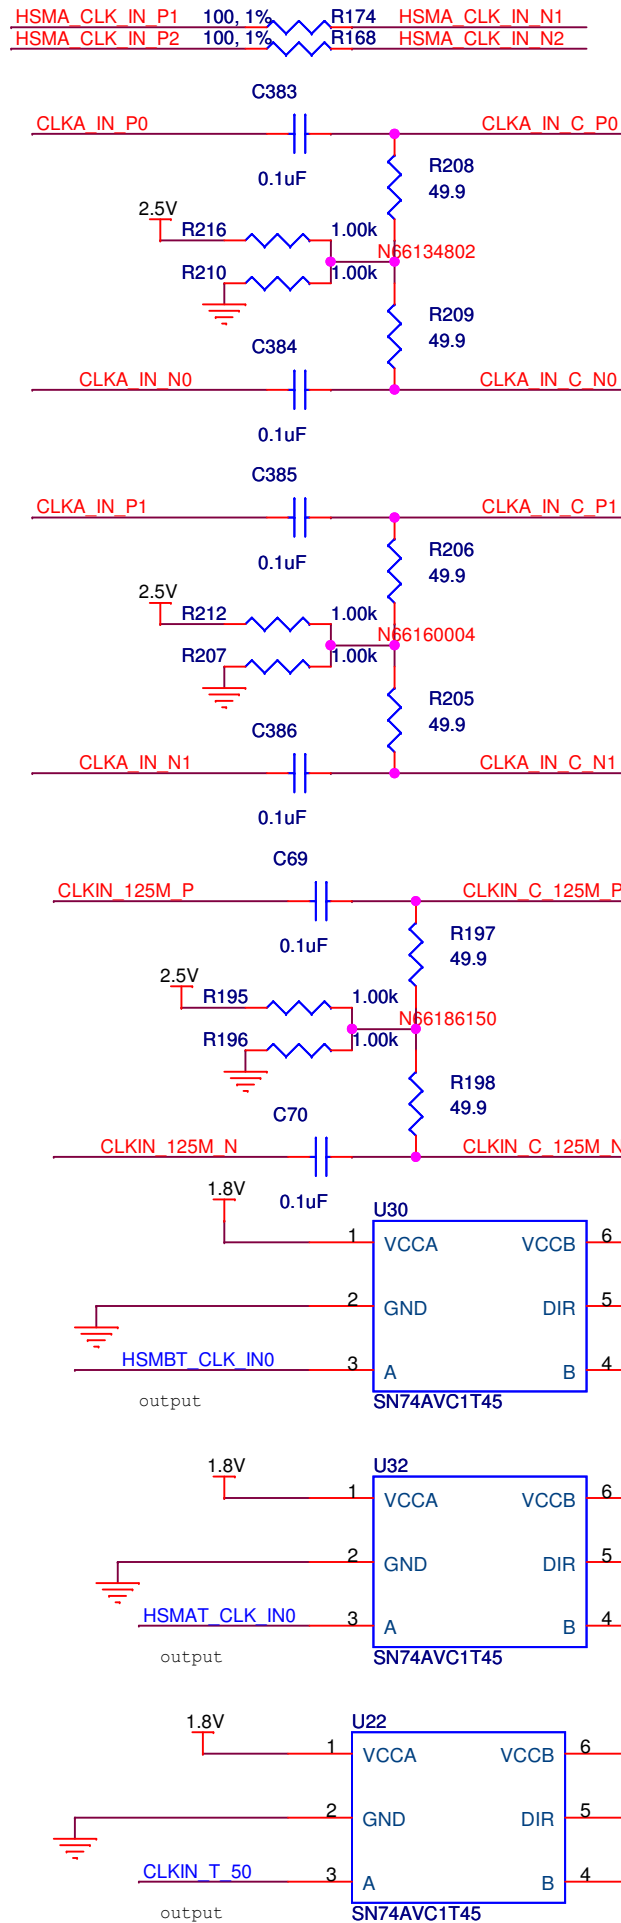 HSMA_CLK_IN_P1 100, 1% R174 HSMA_CLK_IN_N1
HSMA_CLK_IN_P2 100, 1% R168 HSMA_CLK_IN_N2
C383
CLKA_IN_P0 CLKA_IN_C_P0
0.1uF
R208
49.9
2.5V
R216 1.00k
N66134802
R210 1.00k
R209
49.9
C384
CLKA_IN_N0 CLKA_IN_C_N0
0.1uF
C385
CLKA_IN_P1 CLKA_IN_C_P1
0.1uF
R206
49.9
2.5V
R212 1.00k
N66160004
R207 1.00k
R205
49.9
C386
CLKA_IN_N1 CLKA_IN_C_N1
0.1uF
C69
CLKIN_125M_P CLKIN_C_125M_P
0.1uF
R197
49.9
2.5V
R195 1.00k
N66186150
R196 1.00k
R198
49.9
C70
CLKIN_125M_N CLKIN_C_125M_N
0.1uF
1.8V
U30
1 VCCA VCCB 6
2 GND DIR 5
HSMBT_CLK_IN0 3 A B 4
output
SN74AVC1T45
1.8V
U32
1 VCCA VCCB 6
2 GND DIR 5
HSMAT_CLK_IN0 3 A B 4
output
SN74AVC1T45
1.8V
U22
1 VCCA VCCB 6
2 GND DIR 5
CLKIN_T_50 3 A B 4
output
SN74AVC1T45